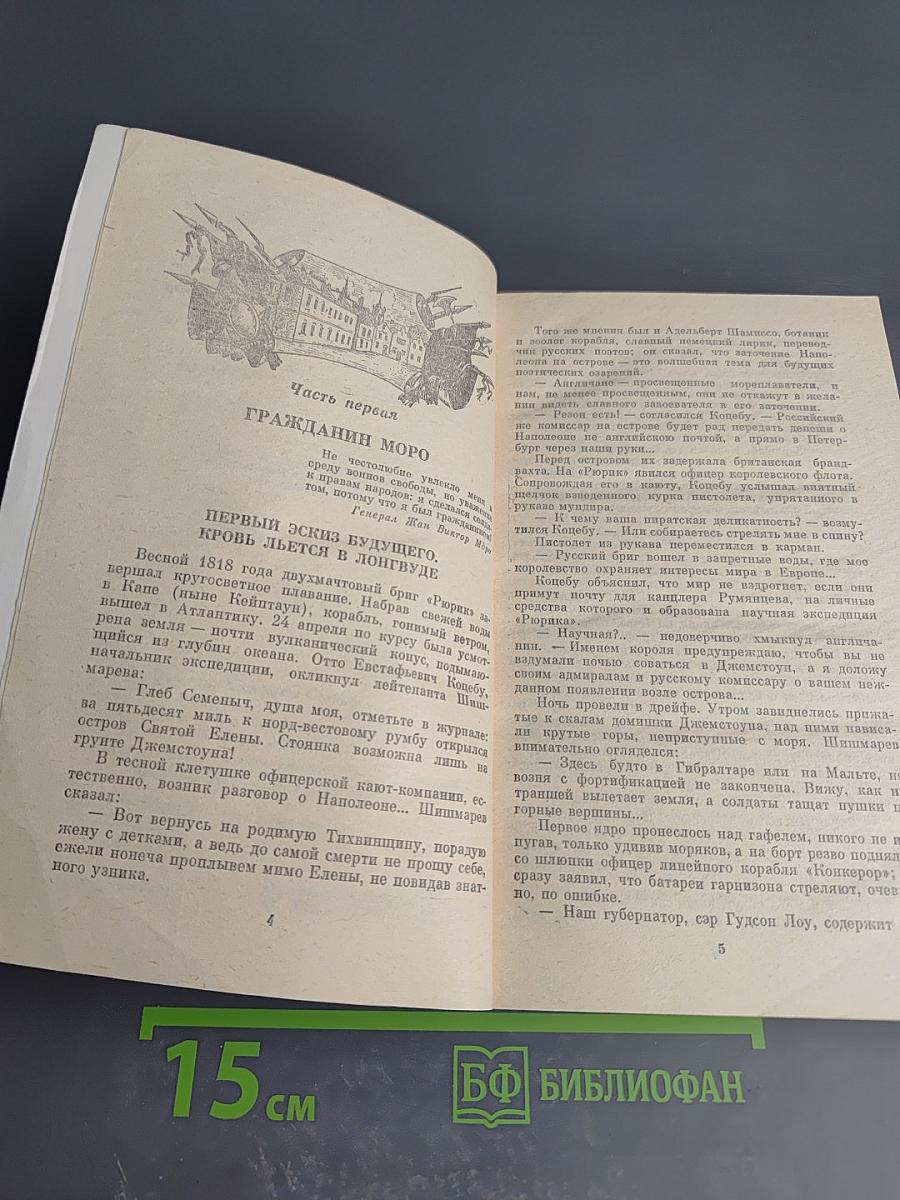 Часть первая
ГРАЖДАНИН МОРО
Не честолюбие увлекло меня в
среду воинов свободы, но уважение
к правам народов: я сделался солда-
том, потому что я был гражданином!
Генерал Жан Виктор Моро
ПЕРВЫЙ ЭСКИЗ БУДУЩЕГО.
КРОВЬ ЛЬЕТСЯ В ЛОНГВУДЕ
Весной 1818 года двухмачтовый бриг «Рюрик» за-
вершал кругосветное плавание. Набрав свежей воды
в Капе (ныне Кейптаун), корабль, гонимый ветром,
вышел в Атлантику. 24 апреля по курсу была усмот-
рена земля — почти вулканический конус, подымаю-
щийся из глубин океана. Отто Евстафьевич Коцебу,
начальник экспедиции, окликнул лейтенанта Шиш-
марева:
— Глеб Семеныч, душа моя, отметьте в журнале:
за пятьдесят миль к норд-вестовому румбу открылся
остров Святой Елены. Стоянка возможна лишь на
грунте Джемстоуна!
В тесной клетушке офицерской кают-компании, ес-
тественно, возник разговор о Наполеоне... Шишмарев
сказал:
— Вот вернусь на родимую Тихвинщину, порадую
жену с детками, а ведь до самой смерти не прощу себе,
ежели нонеча проплывем мимо Елены, не повидав знат-
ного узника.
4
Того же мнения был и Адельберт Шамиссо, ботаник
и зоолог корабля, славный немецкий лирик, перевод-
чик русских поэтов; он сказал, что заточение Напо-
леона на острове — это волшебная тема для будущих
поэтических озарений.
— Англичане — просвещенные мореплаватели, и
нам, не менее просвещенным, они не откажут в жела-
нии видеть славного завоевателя в его заточении.
— Резон есть! — согласился Коцебу. — Российский
же комиссар на острове будет рад передать депеши о
Наполеоне не английскою почтой, а прямо в Петер-
бург через наши руки...
Перед островом их задержала британская бранд-
вахта. На «Рюрик» явился офицер королевского флота.
Сопровождая его в каюту, Коцебу услышал внятный
щелчок взведенного курка пистолета, упрятанного в
рукаве мундира.
— К чему ваша пиратская деликатность? — возму-
тился Коцебу. — Или собираетесь стрелять мне в спину?
Пистолет из рукава переместился в карман.
— Русский бриг вошел в запретные воды, где мое
королевство охраняет интересы мира в Европе...
Коцебу объяснил, что мир не вздрогнет, если они
примут почту для канцлера Румянцева, на личные
средства которого и образована научная экспедиция
«Рюрика».
— Научная?.. — недоверчиво хмыкнул англича-
нин. — Именем короля предупреждаю, чтобы вы не
вздумали ночью соваться в Джемстоун, а я доложу
своим адмиралам и русскому комиссару о вашем неж-
данном появлении возле острова...
Ночь провели в дрейфе. Утром завиднелись прижа-
тые к скалам домишки Джемстоуна, над ними нависа-
ли крутые горы, неприступные с моря. Шишмарев
внимательно огляделся:
— Здесь будто в Гибралтаре или на Мальте, но
возня с фортификацией не закончена. Вижу, как и
траншей вылетает земля, а солдаты тащат пушки н
горные вершины...
Первое ядро пронеслось над гафелем, никого не и
пугав, только удивив моряков, а на борт резво поднял
со шлюпки офицер линейного корабля «Конкерор»;
сразу заявил, что батареи гарнизона стреляют, очев
но, по ошибке.
— Наш губернатор, сэр Гудсон Лоу, содержит
5
15 см
БФ БИБЛИОФАН